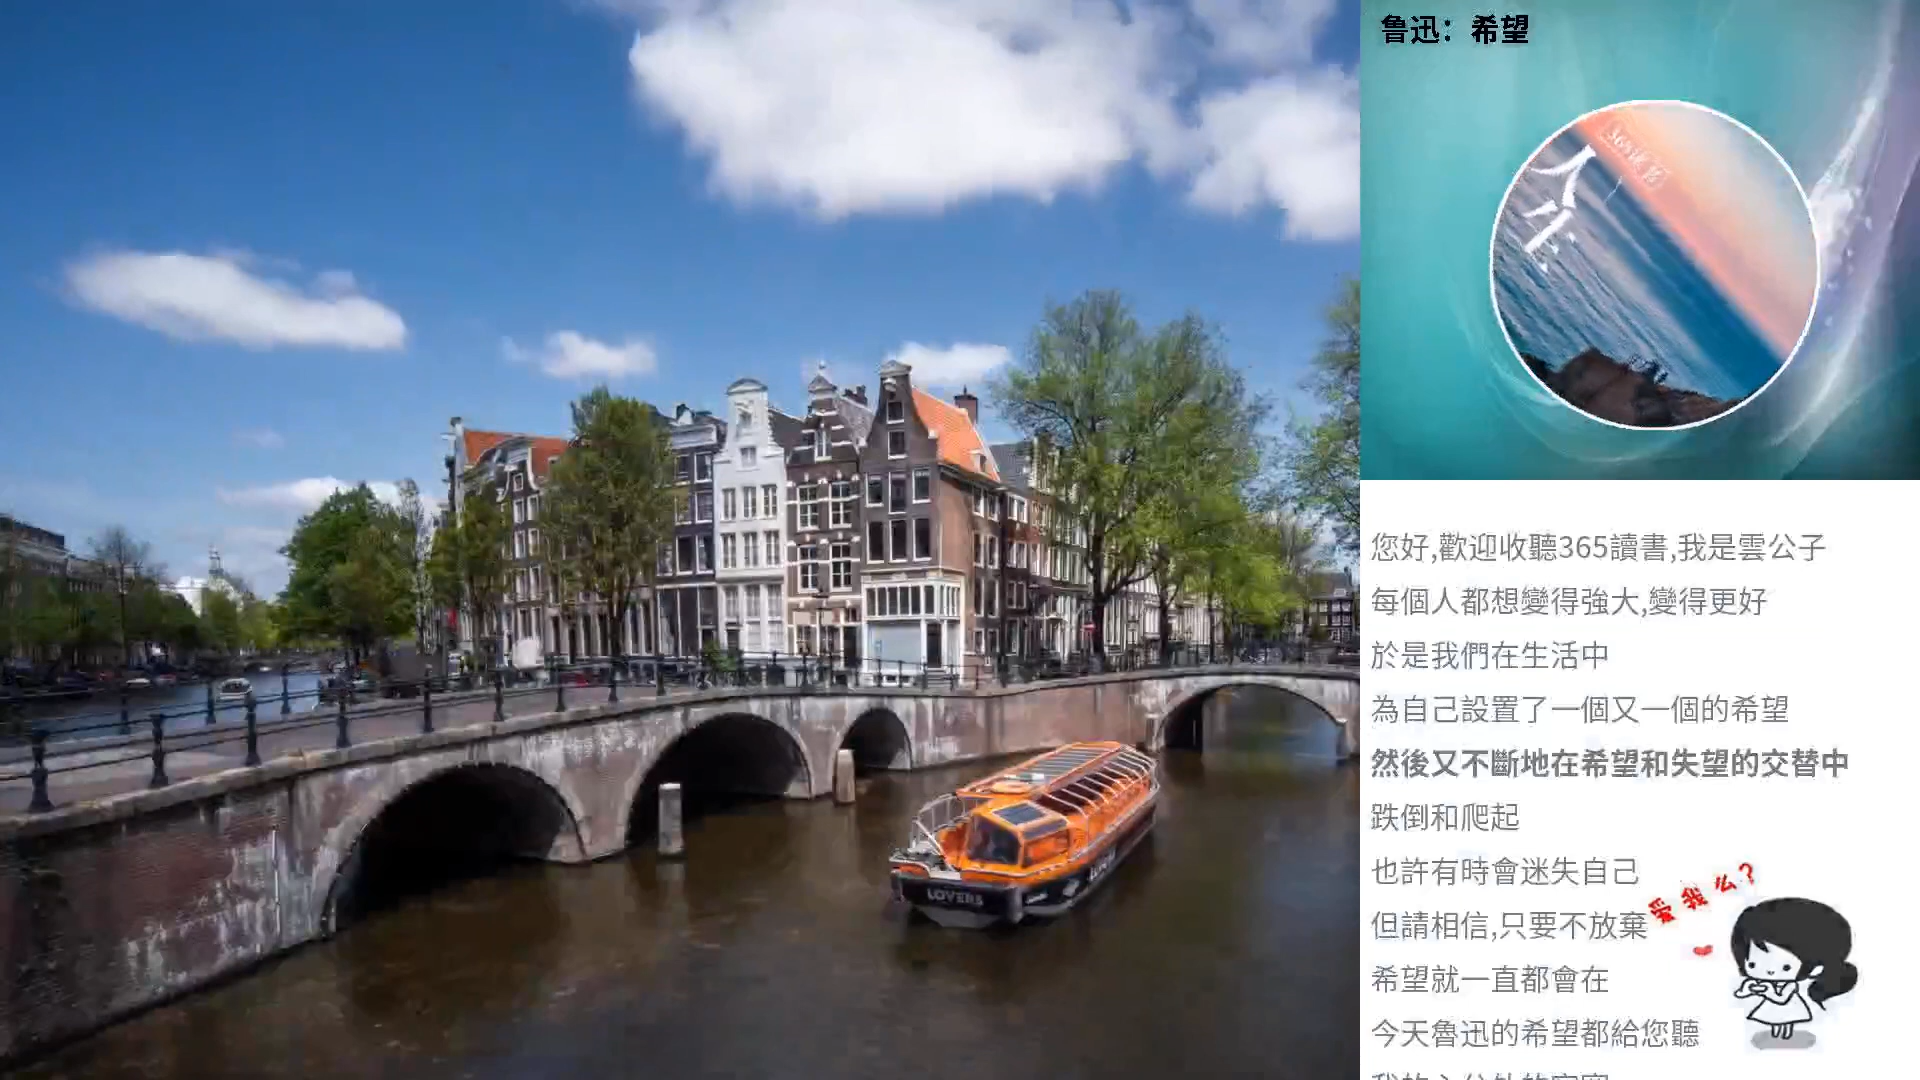 鲁迅：希望
365读书
LOVERS
您好,歡迎收聽365讀書,我是雲公子
每個人都想變得強大,變得更好
於是我們在生活中
為自己設置了一個又一個的希望
然後又不斷地在希望和失望的交替中
跌倒和爬起
也許有時會迷失自己
但請相信,只要不放棄
希望就一直都會在
今天魯迅的希望都給您聽
爱我么?